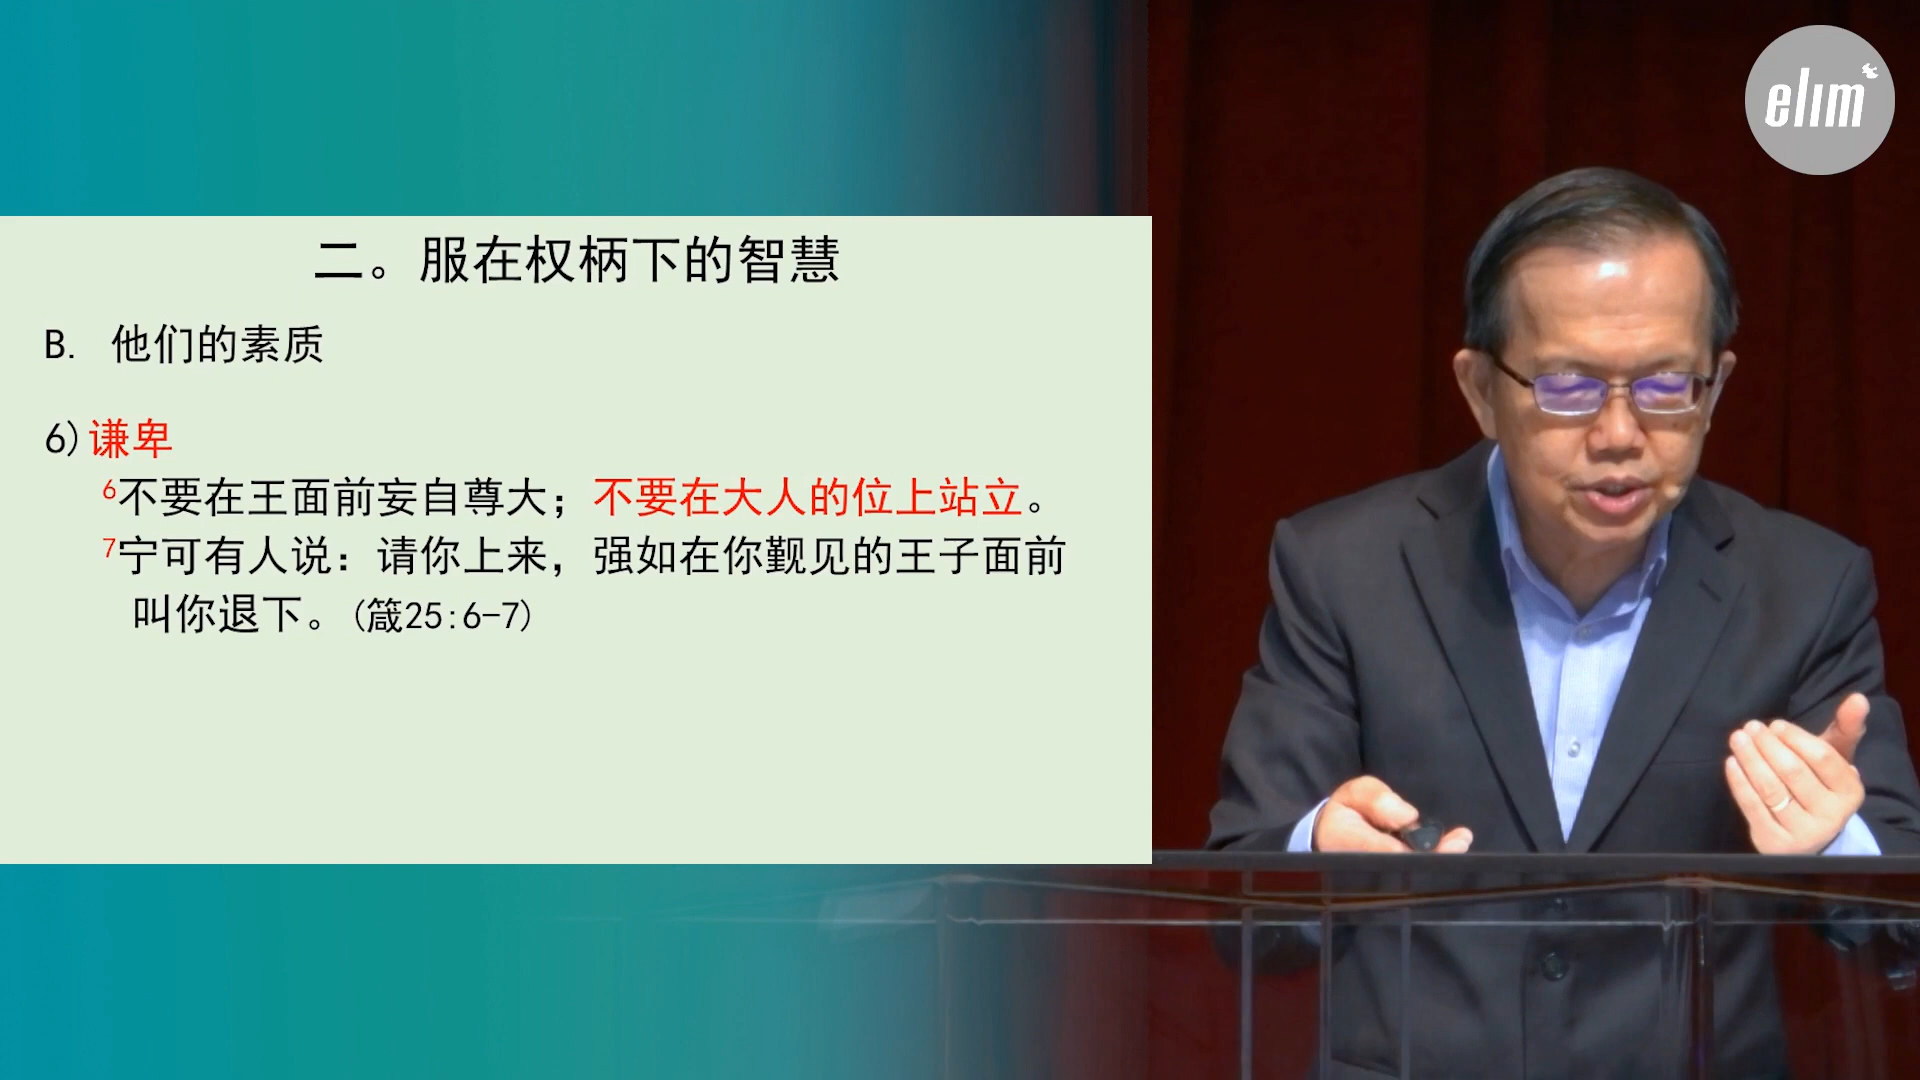 二。服在权柄下的智慧
B. 他们的素质
6)谦卑
6不要在王面前妄自尊大；不要在大人的位上站立。
7宁可有人说：请你上来，强如在你觐见的王子面前
叫你退下。(箴25:6-7)
elim